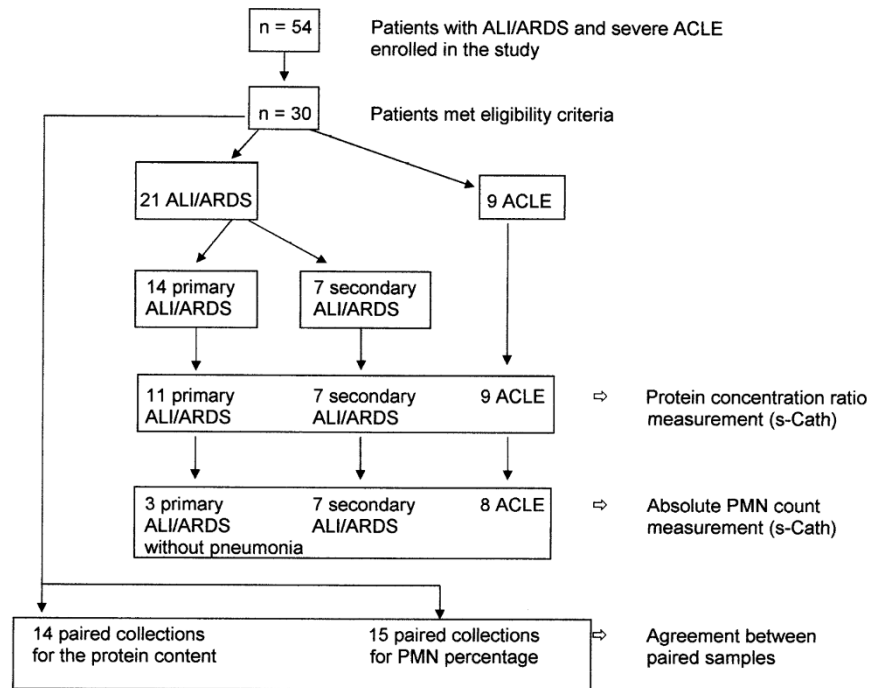 n = 54
Patients with ALI/ARDS and severe ACLE
enrolled in the study
n = 30
Patients met eligibility criteria
21 ALI/ARDS
9 ACLE
14 primary
ALI/ARDS
7 secondary
ALI/ARDS
11 primary
ALI/ARDS
7 secondary
ALI/ARDS
9 ACLE
⇨
Protein concentration ratio
measurement (s-Cath)
3 primary
ALI/ARDS
without pneumonia
7 secondary
ALI/ARDS
8 ACLE
⇨
Absolute PMN count
measurement (s-Cath)
14 paired collections
for the protein content
15 paired collections
for PMN percentage
⇨
Agreement between
paired samples